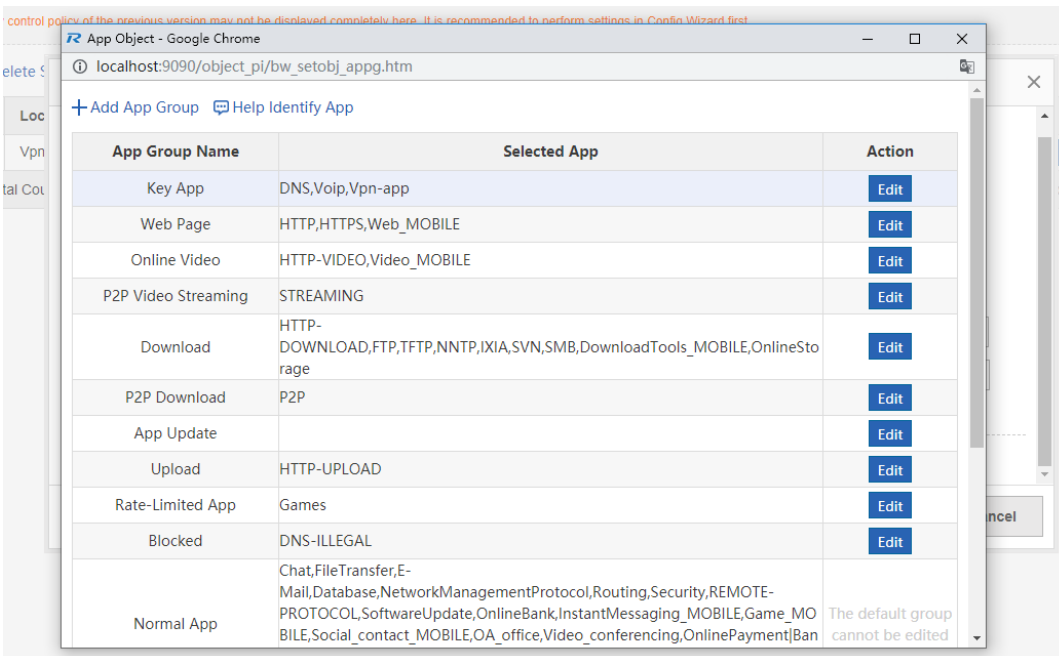 control policy of the previous version may not be displayed completely here. It is recommended to perform settings in Config Wizard first.
App Object - Google Chrome
localhost:9090/object_pi/bw_setobj_appg.htm
elete S
Add App Group Help Identify App
Loc
App Group Name Selected App Action
Vpn
Key App DNS,Voip,Vpn-app Edit
tal Cou
Web Page HTTP,HTTPS,Web_MOBILE Edit
Online Video HTTP-VIDEO,Video_MOBILE Edit
P2P Video Streaming STREAMING Edit
HTTP-
Download DOWNLOAD,FTP,TFTP,NNTP,IXIA,SVN,SMB,DownloadTools_MOBILE,OnlineSto Edit
rage
P2P Download P2P Edit
App Update Edit
Upload HTTP-UPLOAD Edit
Rate-Limited App Games Edit
ncel
Blocked DNS-ILLEGAL Edit
Chat,FileTransfer,E-
Mail,Database,NetworkManagementProtocol,Routing,Security,REMOTE-
Normal App PROTOCOL,SoftwareUpdate,OnlineBank,InstantMessaging_MOBILE,Game_MO The default group
BILE,Social_contact_MOBILE,OA_office,Video_conferencing,OnlinePayment|Ban cannot be edited